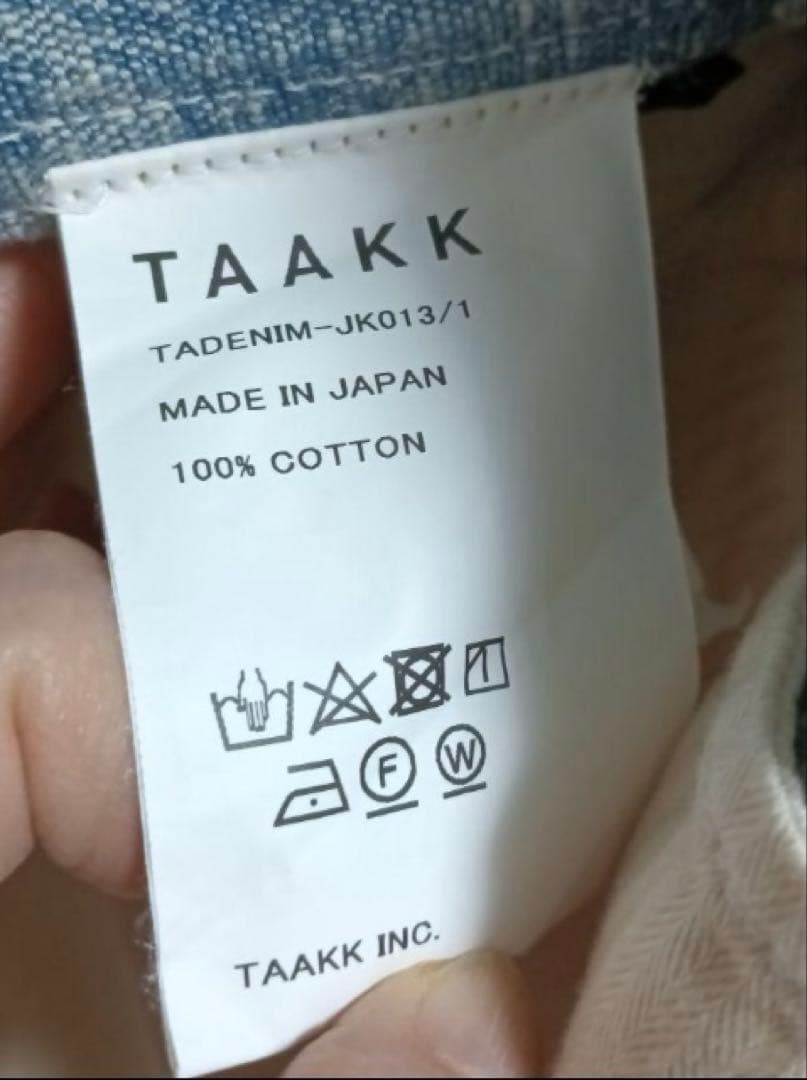 TAAKK
TADENIM-JK013/1
MADE IN JAPAN
100% COTTON
F W
TAAKK INC.